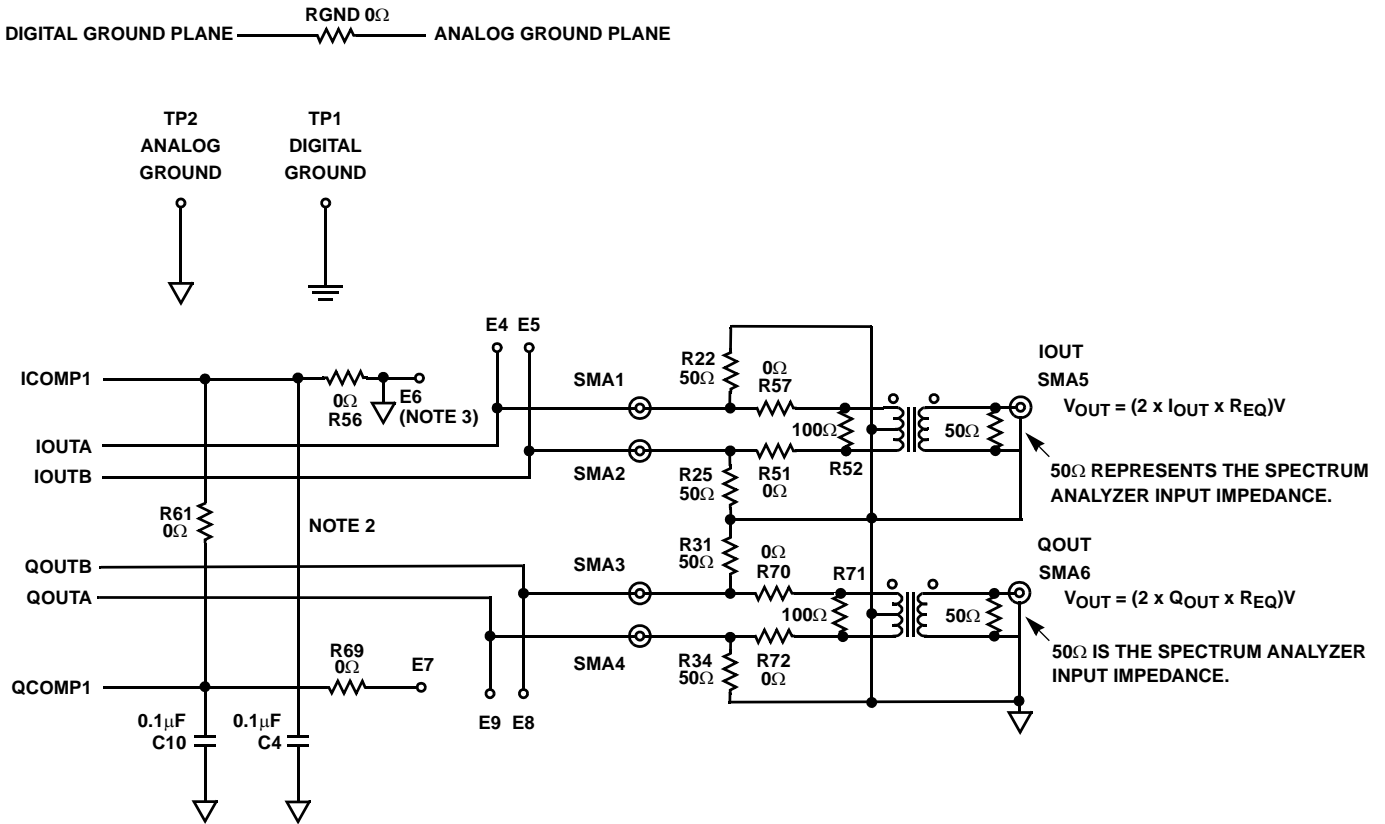 RGND 0Ω
DIGITAL GROUND PLANE
ANALOG GROUND PLANE
TP2
ANALOG
GROUND
TP1
DIGITAL
GROUND
E4 E5
ICOMP1
0Ω
R56
E6
(NOTE 3)
IOUTA
IOUTB
SMA1
SMA2
R22
50Ω
0Ω
R57
100Ω
R52
R25
50Ω
R51
0Ω
50Ω
IOUT
SMA5
VOUT = (2 x IOUT x REQ)V
50Ω REPRESENTS THE SPECTRUM
ANALYZER INPUT IMPEDANCE.
R61
0Ω
NOTE 2
QOUTB
QOUTA
SMA3
SMA4
R31
50Ω
0Ω
R70
R71
100Ω
R34
50Ω
R72
0Ω
50Ω
QOUT
SMA6
VOUT = (2 x QOUT x REQ)V
50Ω IS THE SPECTRUM ANALYZER
INPUT IMPEDANCE.
QCOMP1
R69
0Ω
E7
E9 E8
0.1µF
C10
0.1µF
C4